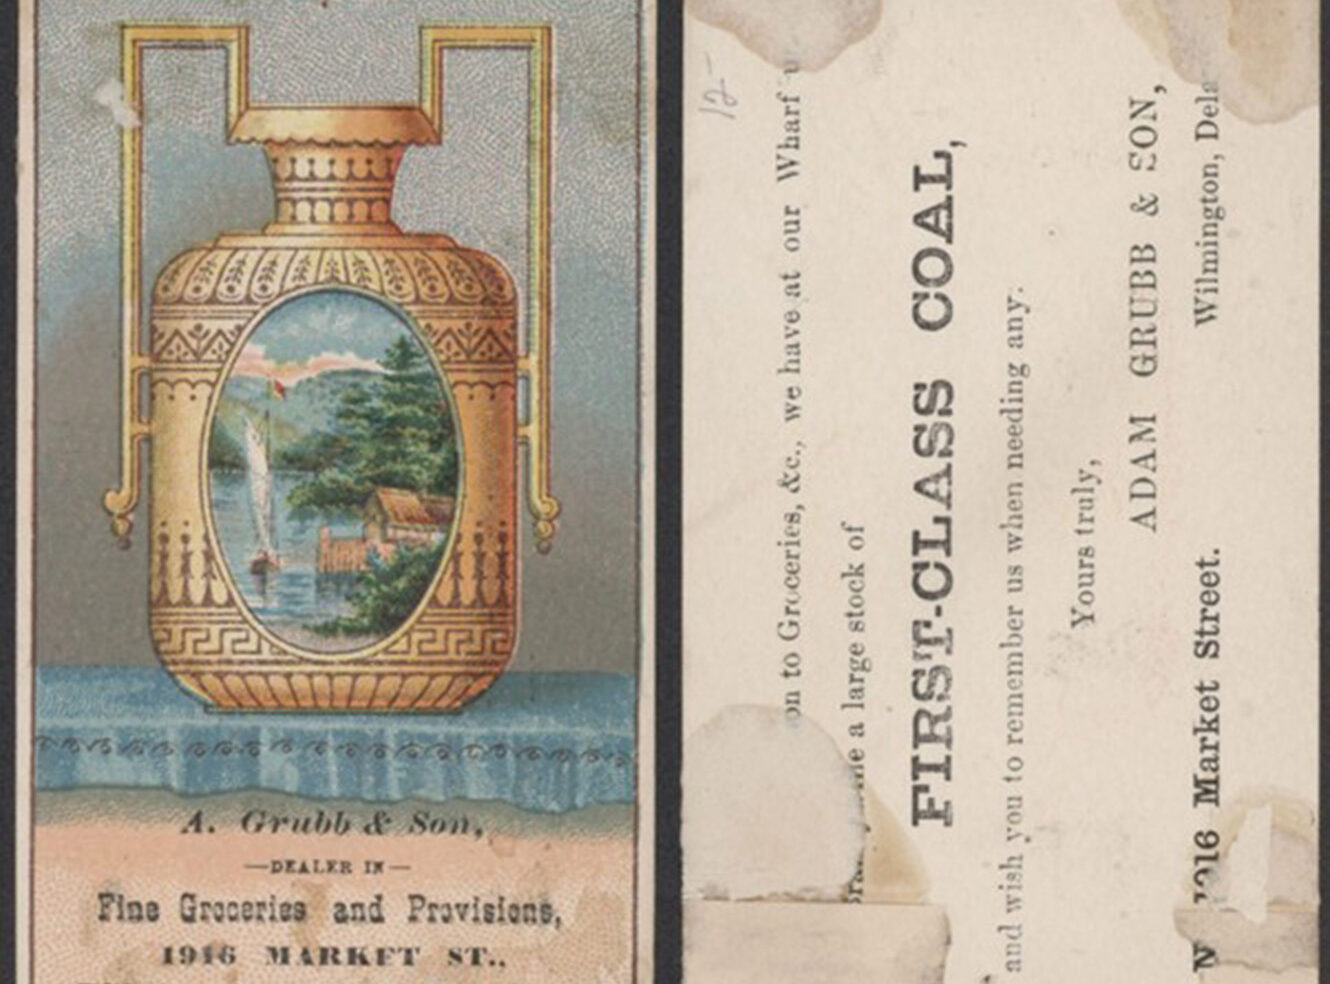 A. Grubb & Son,
—DEALER IN—
Fine Groceries and Provisions,
1916 MARKET ST.,
12-
on to Groceries, &c., we have at our Wharf
a large stock of
FIRST-CLASS COAL,
and wish you to remember us when needing any.
Yours truly,
ADAM GRUBB & SON,
1916 Market Street. Wilmington, Dela